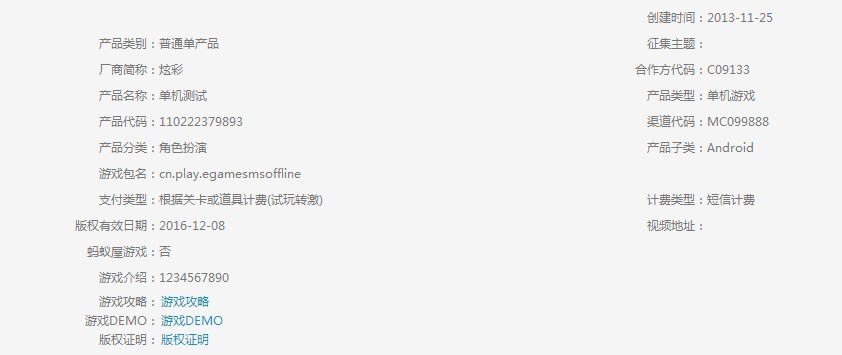 创建时间：2013-11-25
产品类别：普通单产品 征集主题：
厂商简称：炫彩 合作方代码：C09133
产品名称：单机测试 产品类型：单机游戏
产品代码：110222379893 渠道代码：MC099888
产品分类：角色扮演 产品子类：Android
游戏包名：cn.play.egamesmsoffline
支付类型：根据关卡或道具计费(试玩转激) 计费类型：短信计费
版权有效日期：2016-12-08 视频地址：
蚂蚁屋游戏：否
游戏介绍：1234567890
游戏攻略：游戏攻略
游戏DEMO：游戏DEMO
版权证明：版权证明